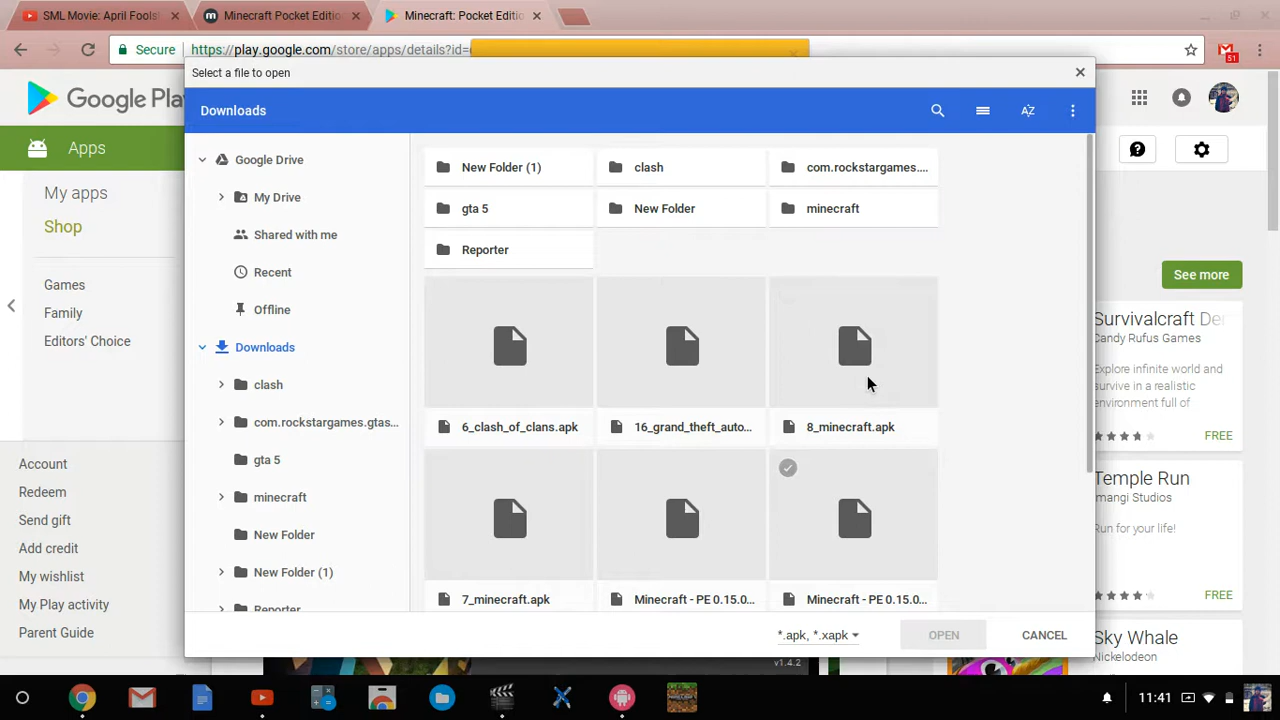 SML Movie: April Fools
Minecraft Pocket Editio
Minecraft: Pocket Editio
Secure
https://play.google.com/store/apps/details?id=
51
Select a file to open
Google Play
Downloads
Apps
Google Drive
New Folder (1)
clash
com.rockstargames....
My apps
My Drive
gta 5
New Folder
minecraft
Shop
Shared with me
Reporter
Recent
See more
Games
Offline
Family
Survivalcraft De
Editors' Choice
Downloads
Candy Rufus Games
Explore infinite world and
clash
survive in a realistic
environment full of
com.rockstargames.gtas...
6_clash_of_clans.apk
16_grand_theft_auto...
8_minecraft.apk
FREE
gta 5
Account
Temple Run
Redeem
minecraft
Imangi Studios
Send gift
Run for your life!
New Folder
Add credit
My wishlist
New Folder (1)
7_minecraft.apk
Minecraft - PE 0.15.0...
Minecraft - PE 0.15.0...
FREE
My Play activity
Reporter
Parent Guide
*.apk, *.xapk
OPEN
CANCEL
Sky Whale
Nickelodeon
v1.4.2
11:41